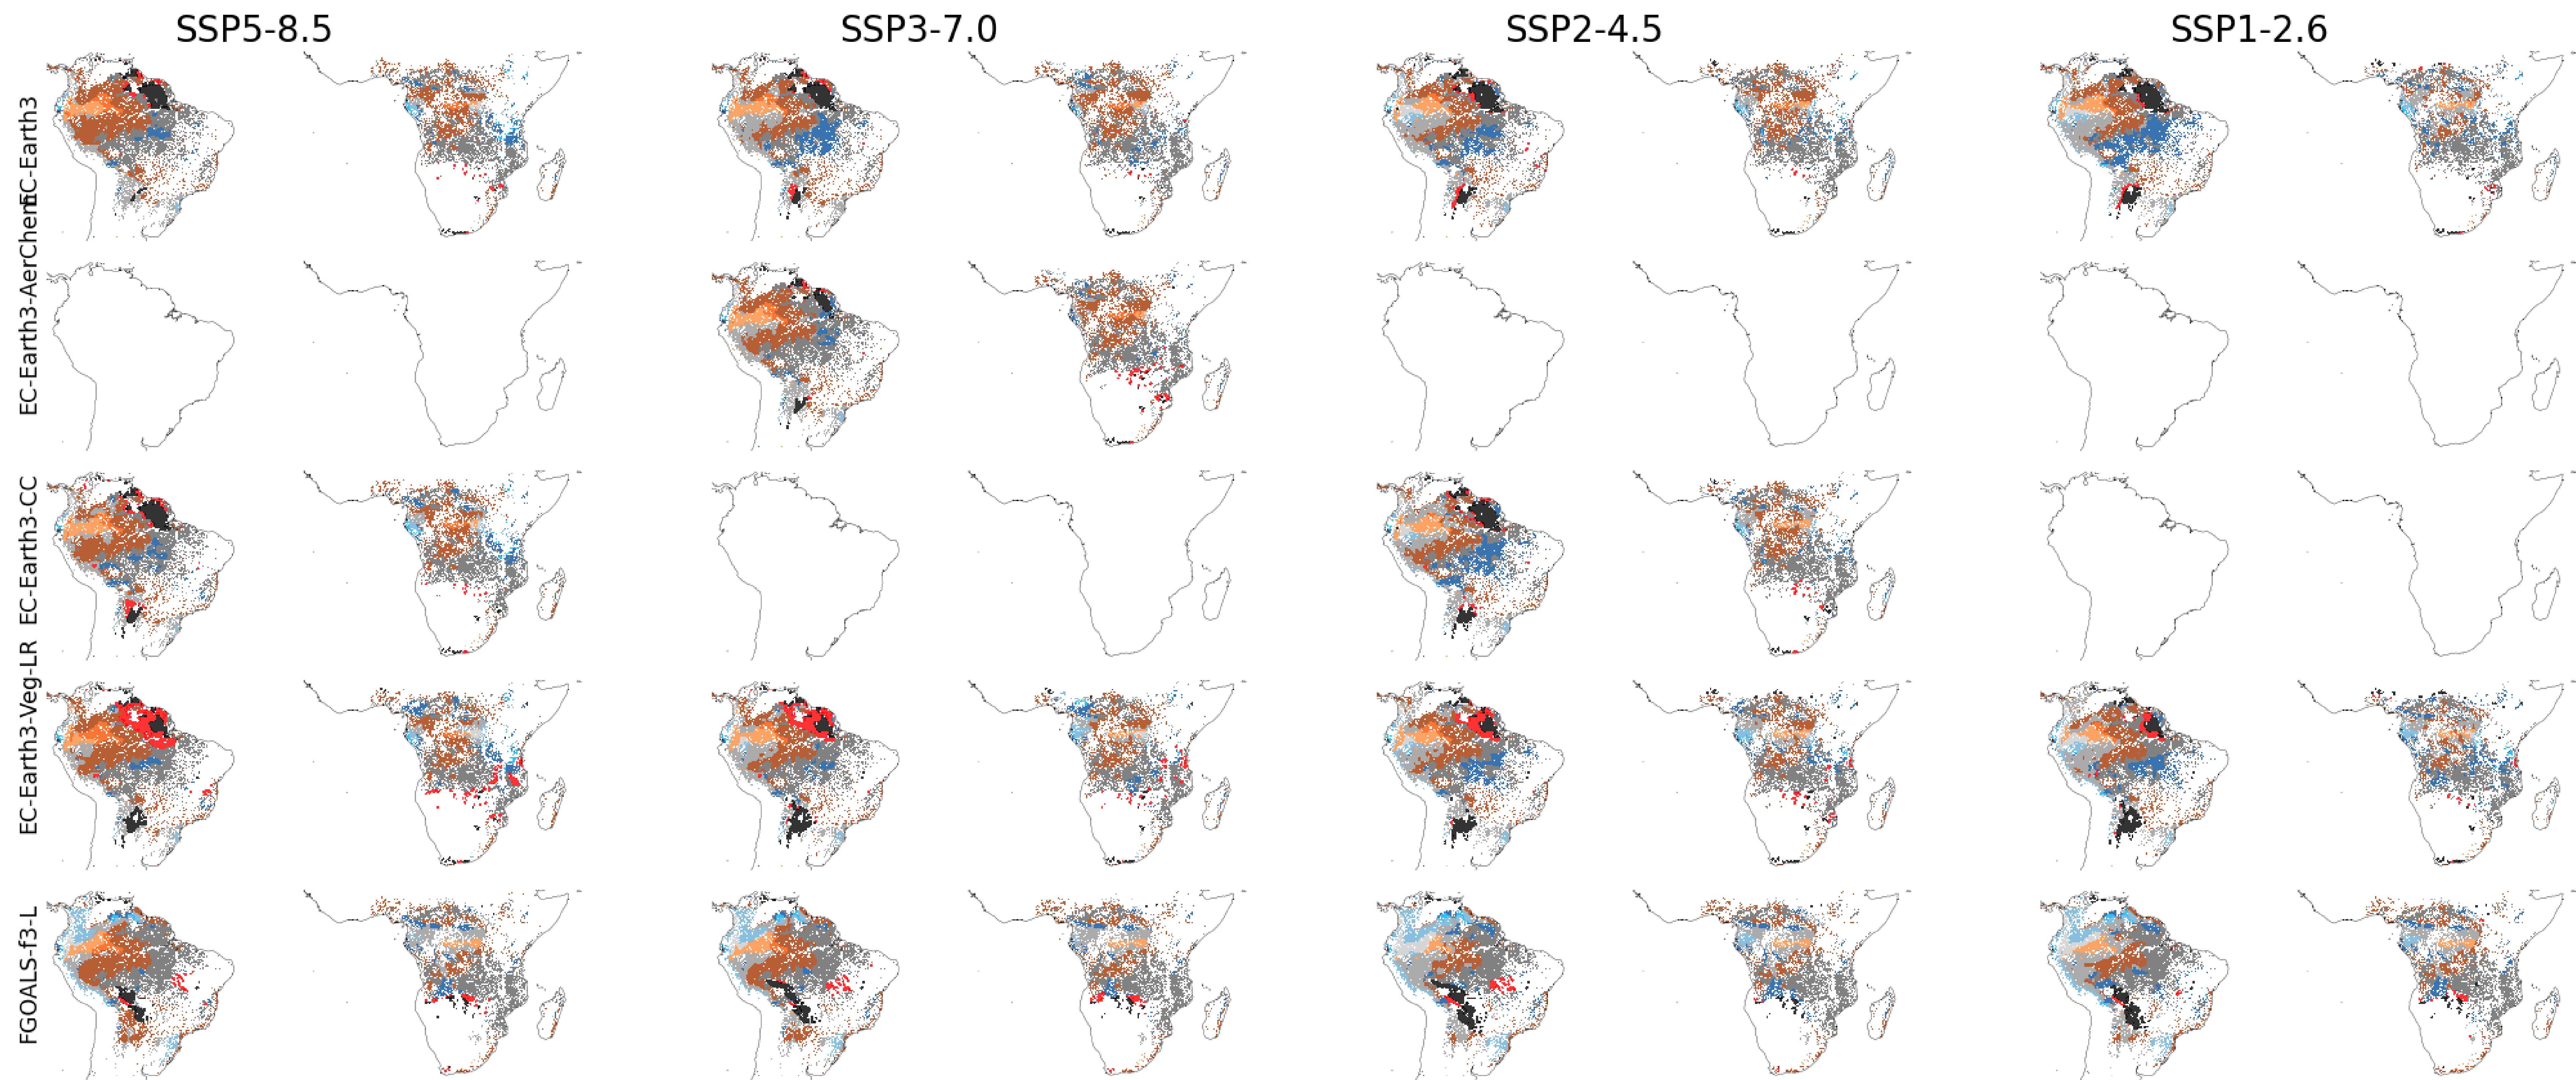 SSP5-8.5
SSP3-7.0
SSP2-4.5
SSP1-2.6
EC-Earth3
EC-Earth3-AerChem
EC-Earth3-CC
EC-Earth3-Veg-LR
FGOALS-f3-L